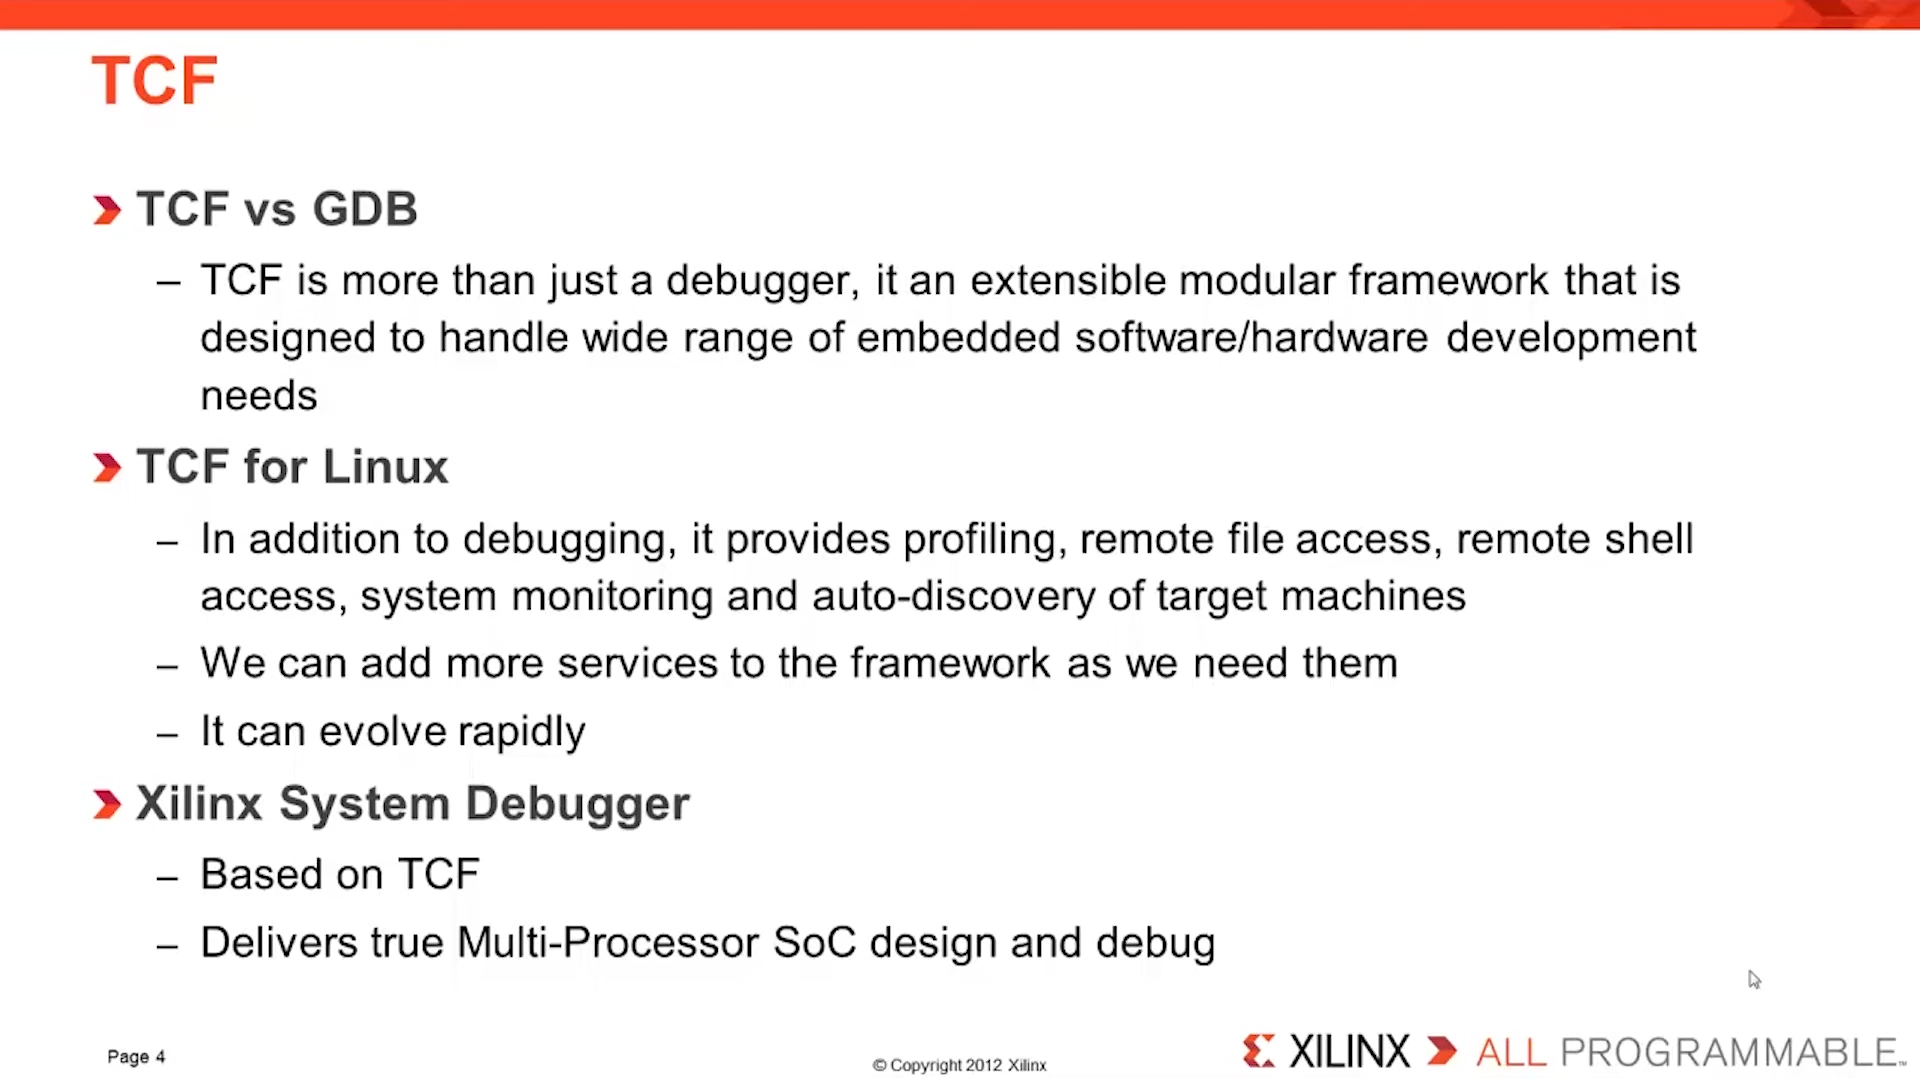 TCF
TCF vs GDB
– TCF is more than just a debugger, it an extensible modular framework that is
designed to handle wide range of embedded software/hardware development
needs
TCF for Linux
– In addition to debugging, it provides profiling, remote file access, remote shell
access, system monitoring and auto-discovery of target machines
– We can add more services to the framework as we need them
– It can evolve rapidly
Xilinx System Debugger
– Based on TCF
– Delivers true Multi-Processor SoC design and debug
Page 4
© Copyright 2012 Xilinx
XILINX ALL PROGRAMMABLE™